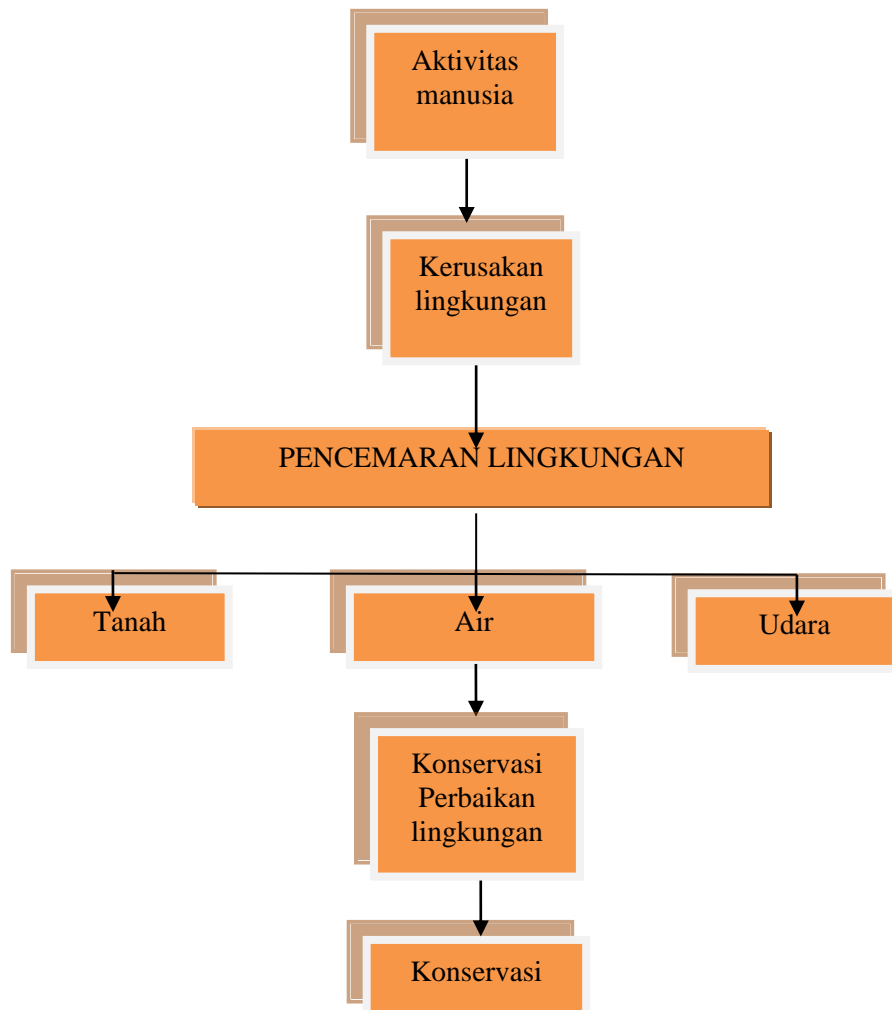 Aktivitas
manusia
Kerusakan
lingkungan
PENCEMARAN LINGKUNGAN
Tanah
Air
Udara
Konservasi
Perbaikan
lingkungan
Konservasi